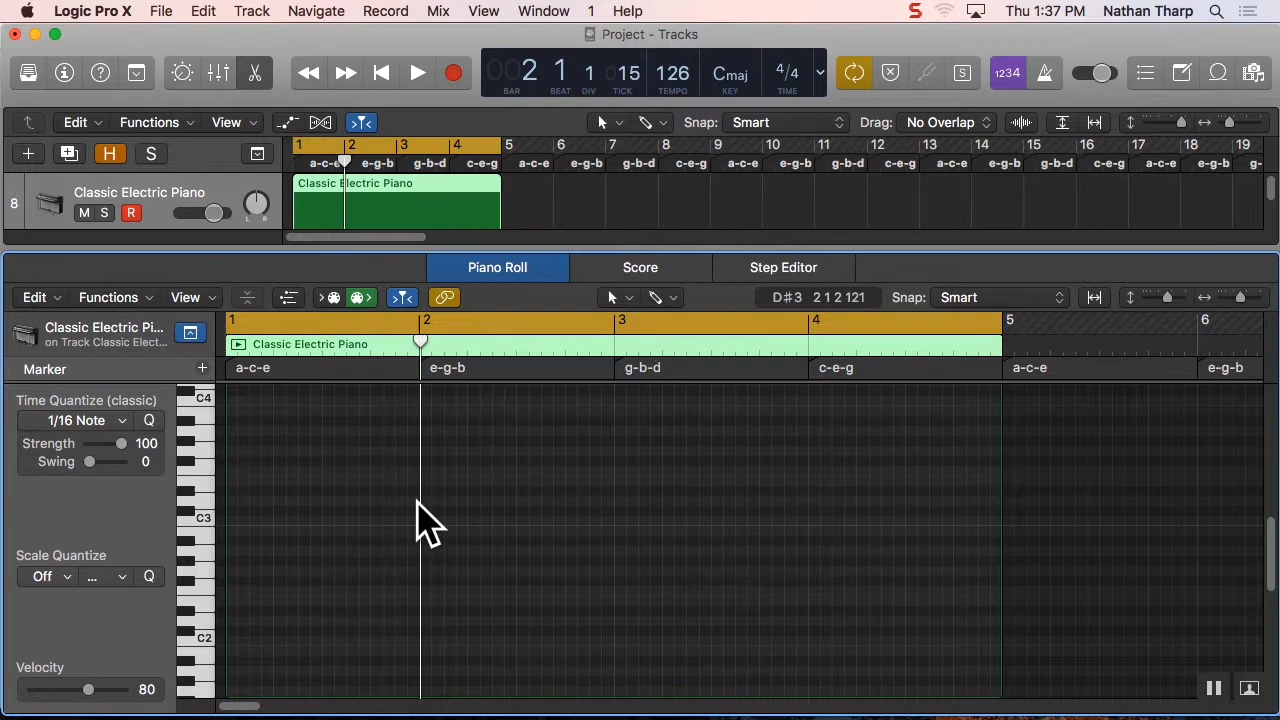 Logic Pro X File Edit Track Navigate Record Mix View Window 1 Help S Thu 1:37 PM Nathan Tharp
Project - Tracks
002 1 1 015 126 Cmaj 4/4 1234 S
BAR BEAT DIV TICK TEMPO KEY TIME
Edit Functions View Snap: Smart Drag: No Overlap
H S 1 2 3 4 5 6 7 8 9 10 11 12 13 14 15 16 17 18 19
a-c-e e-g-b g-b-d c-e-g a-c-e e-g-b g-b-d c-e-g a-c-e e-g-b g-b-d c-e-g a-c-e e-g-b g-b-d c-e-g a-c-e e-g-b g-
8 Classic Electric Piano Classic Electric Piano
M S R L R
Piano Roll Score Step Editor
Edit Functions View D#3 2 1 2 121 Snap: Smart
Classic Electric Pi... 1 2 3 4 5 6
on Track Classic Elect... Classic Electric Piano
Marker a-c-e e-g-b g-b-d c-e-g a-c-e e-g-b
Time Quantize (classic) C4
1/16 Note Q
Strength 100
Swing 0
C3
Scale Quantize
Off ... Q
C2
Velocity
80